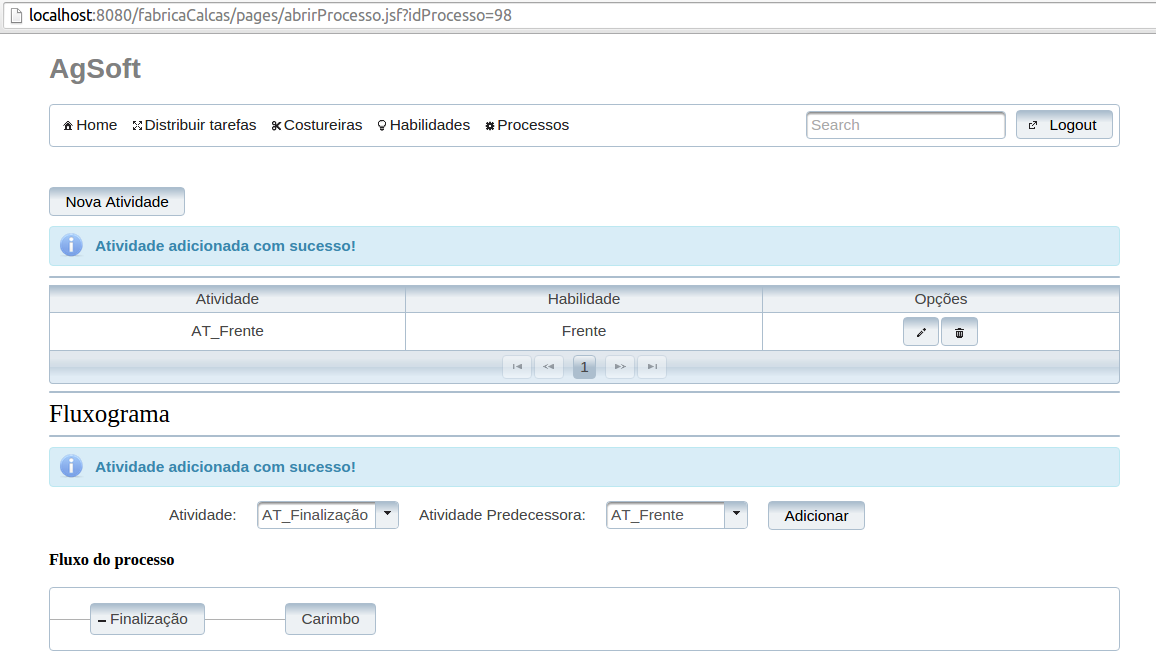 localhost:8080/fabricaCalcas/pages/abrirProcesso.jsf?idProcesso=98
AgSoft
Home Distribuir tarefas Costureiras Habilidades Processos Search Logout
Nova Atividade
Atividade adicionada com sucesso!
Atividade Habilidade Opções
AT_Frente Frente
1
Fluxograma
Atividade adicionada com sucesso!
Atividade: AT_Finalização Atividade Predecessora: AT_Frente Adicionar
Fluxo do processo
Finalização Carimbo